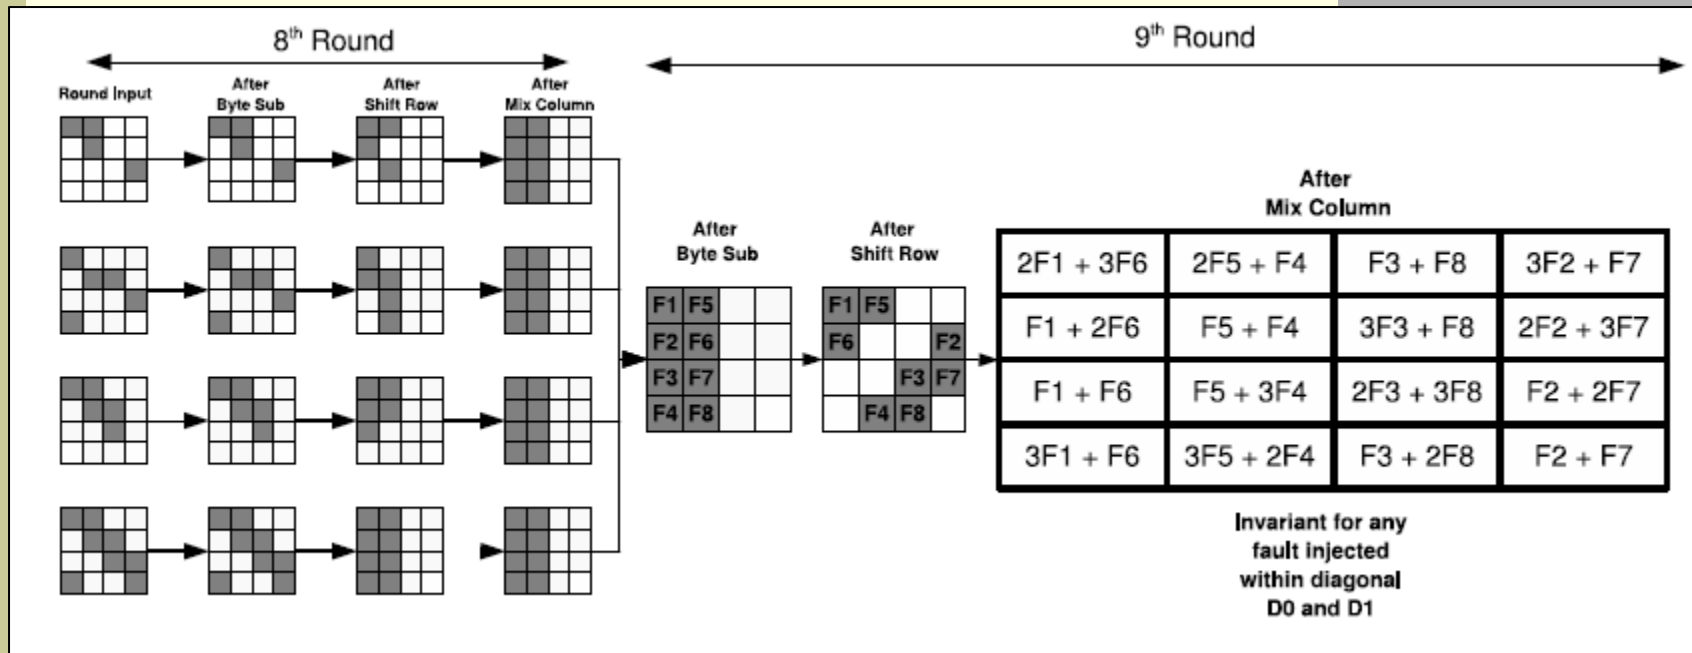 8th Round
9th Round
Round Input
After
Byte Sub
After
Shift Row
After
Mix Column
After
Byte Sub
After
Shift Row
After
Mix Column
F1 F5
F2 F6
F3 F7
F4 F8
F1 F5
F6 F2
F3 F7
F4 F8
2F1 + 3F6 2F5 + F4 F3 + F8 3F2 + F7
F1 + 2F6 F5 + F4 3F3 + F8 2F2 + 3F7
F1 + F6 F5 + 3F4 2F3 + 3F8 F2 + 2F7
3F1 + F6 3F5 + 2F4 F3 + 2F8 F2 + F7
Invariant for any
fault injected
within diagonal
D0 and D1